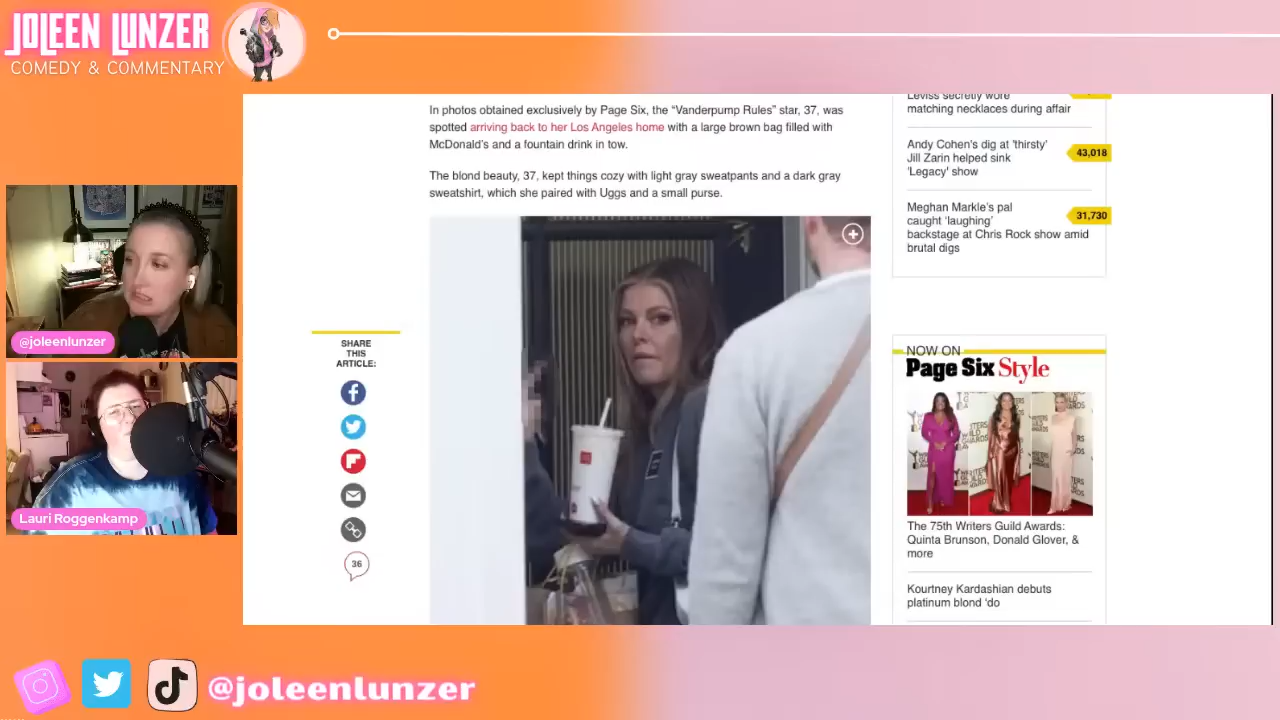 JOLEEN LUNZER
COMEDY & COMMENTARY
In photos obtained exclusively by Page Six, the “Vanderpump Rules” star, 37, was
spotted arriving back to her Los Angeles home with a large brown bag filled with
McDonald’s and a fountain drink in tow.
The blond beauty, 37, kept things cozy with light gray sweatpants and a dark gray
sweatshirt, which she paired with Uggs and a small purse.
SHARE
THIS
ARTICLE:
36
Leviss secretly wore
matching necklaces during affair
Andy Cohen's dig at 'thirsty'
Jill Zarin helped sink
'Legacy' show
43,018
Meghan Markle’s pal
caught ‘laughing’
backstage at Chris Rock show amid
brutal digs
31,730
NOW ON
Page Six Style
The 75th Writers Guild Awards:
Quinta Brunson, Donald Glover, &
more
Kourtney Kardashian debuts
platinum blond ‘do
@joleenlunzer
Lauri Roggenkamp
@joleenlunzer